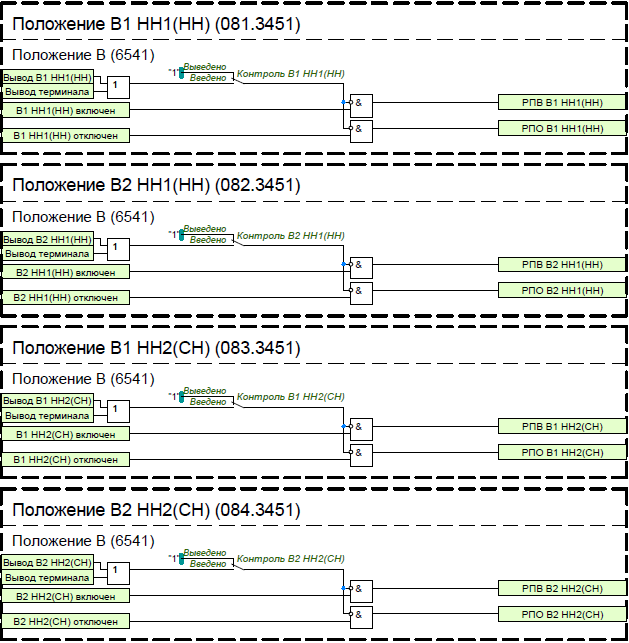 Положение В1 НН1(НН) (081.3451)
Положение В (6541)
Вывод В1 НН1(НН)
Вывод терминала
1
"1"
Выведено
Введено
Контроль В1 НН1(НН)
В1 НН1(НН) включен
&
РПВ В1 НН1(НН)
В1 НН1(НН) отключен
&
РПО В1 НН1(НН)
Положение В2 НН1(НН) (082.3451)
Положение В (6541)
Вывод В2 НН1(НН)
Вывод терминала
1
"1"
Выведено
Введено
Контроль В2 НН1(НН)
В2 НН1(НН) включен
&
РПВ В2 НН1(НН)
В2 НН1(НН) отключен
&
РПО В2 НН1(НН)
Положение В1 НН2(СН) (083.3451)
Положение В (6541)
Вывод В1 НН2(СН)
Вывод терминала
1
"1"
Выведено
Введено
Контроль В1 НН2(СН)
В1 НН2(СН) включен
&
РПВ В1 НН2(СН)
В1 НН2(СН) отключен
&
РПО В1 НН2(СН)
Положение В2 НН2(СН) (084.3451)
Положение В (6541)
Вывод В2 НН2(СН)
Вывод терминала
1
"1"
Выведено
Введено
Контроль В2 НН2(СН)
В2 НН2(СН) включен
&
РПВ В2 НН2(СН)
В2 НН2(СН) отключен
&
РПО В2 НН2(СН)